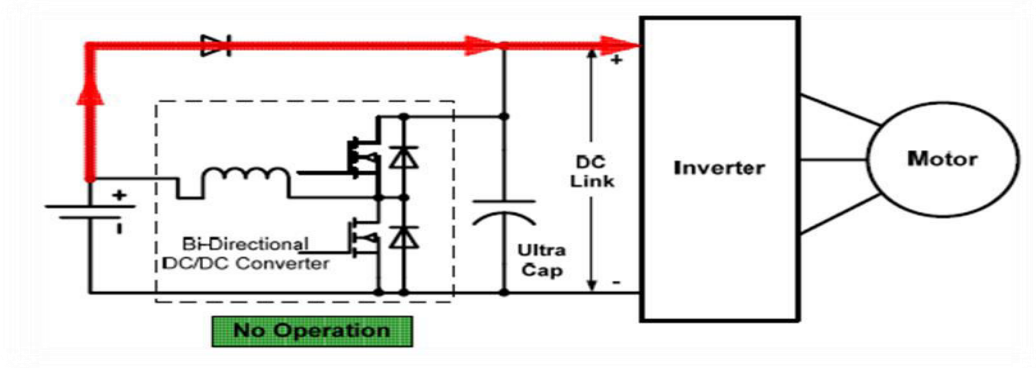 +
DC
Link
Inverter
Motor
+
-
Bi-Directional
DC/DC Converter
Ultra
Cap
-
No Operation